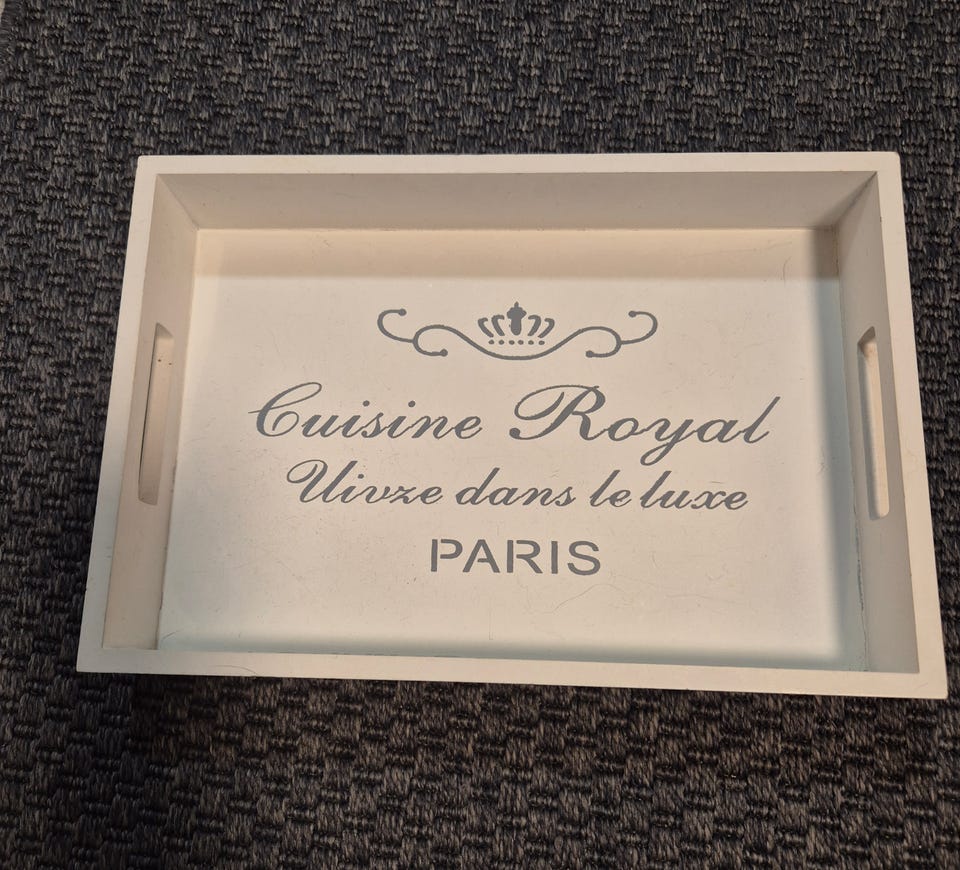 Cuisine Royal
Uivze dans le luxe
PARIS